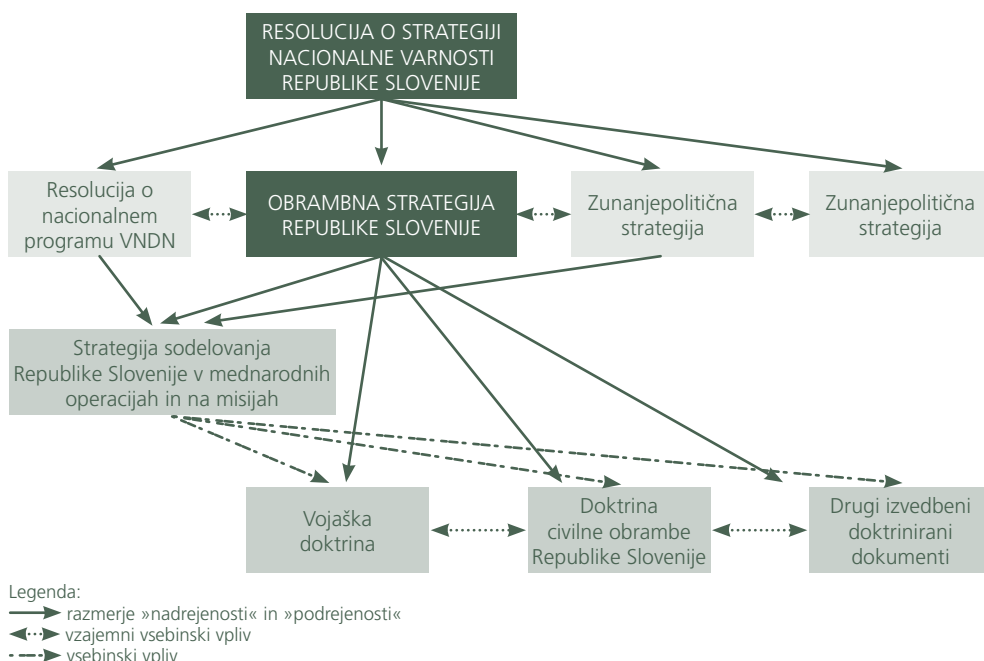 RESOLUCIJA O STRATEGIJI
NACIONALNE VARNOSTI
REPUBLIKE SLOVENIJE
Resolucija o
nacionalnem
programu VNDN
OBRAMBNA STRATEGIJA
REPUBLIKE SLOVENIJE
Zunanjepolitična
strategija
Zunanjepolitična
strategija
Strategija sodelovanja
Republike Slovenije v mednarodnih
operacijah in na misijah
Vojaška
doktrina
Doktrina
civilne obrambe
Republike Slovenije
Drugi izvedbeni
doktrinirani
dokumenti
Legenda:
razmerje »nadrejenosti« in »podrejenosti«
vzajemni vsebinski vpliv
vsebinski vpliv